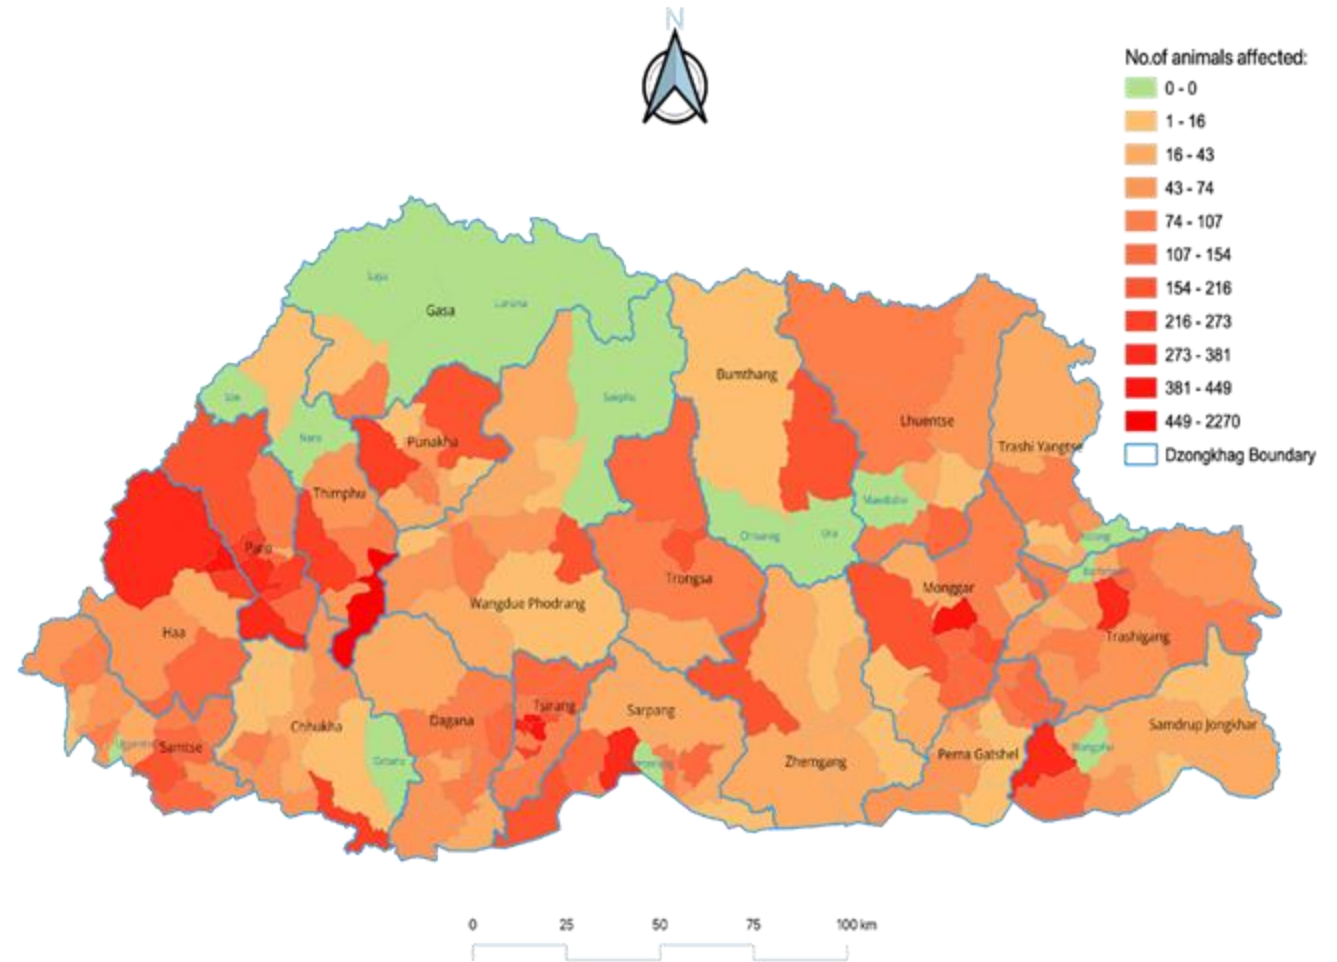 N
No.of animals affected:
0 - 0
1 - 16
16 - 43
43 - 74
74 - 107
107 - 154
154 - 216
216 - 273
273 - 381
381 - 449
449 - 2270
Dzongkhag Boundary
Gasa
Bumthang
Lhuentse
Punakha
Trashi Yangtse
Thimphu
Naro
Ura
Paro
Trongsa
Monggar
Wangdue Phodrang
Haa
Trashigang
Tsirang
Sarpang
Dagana
Chhukha
Samtse
Samdrup Jongkhar
Pema Gatshel
Zhemgang
0 25 50 75 100 km